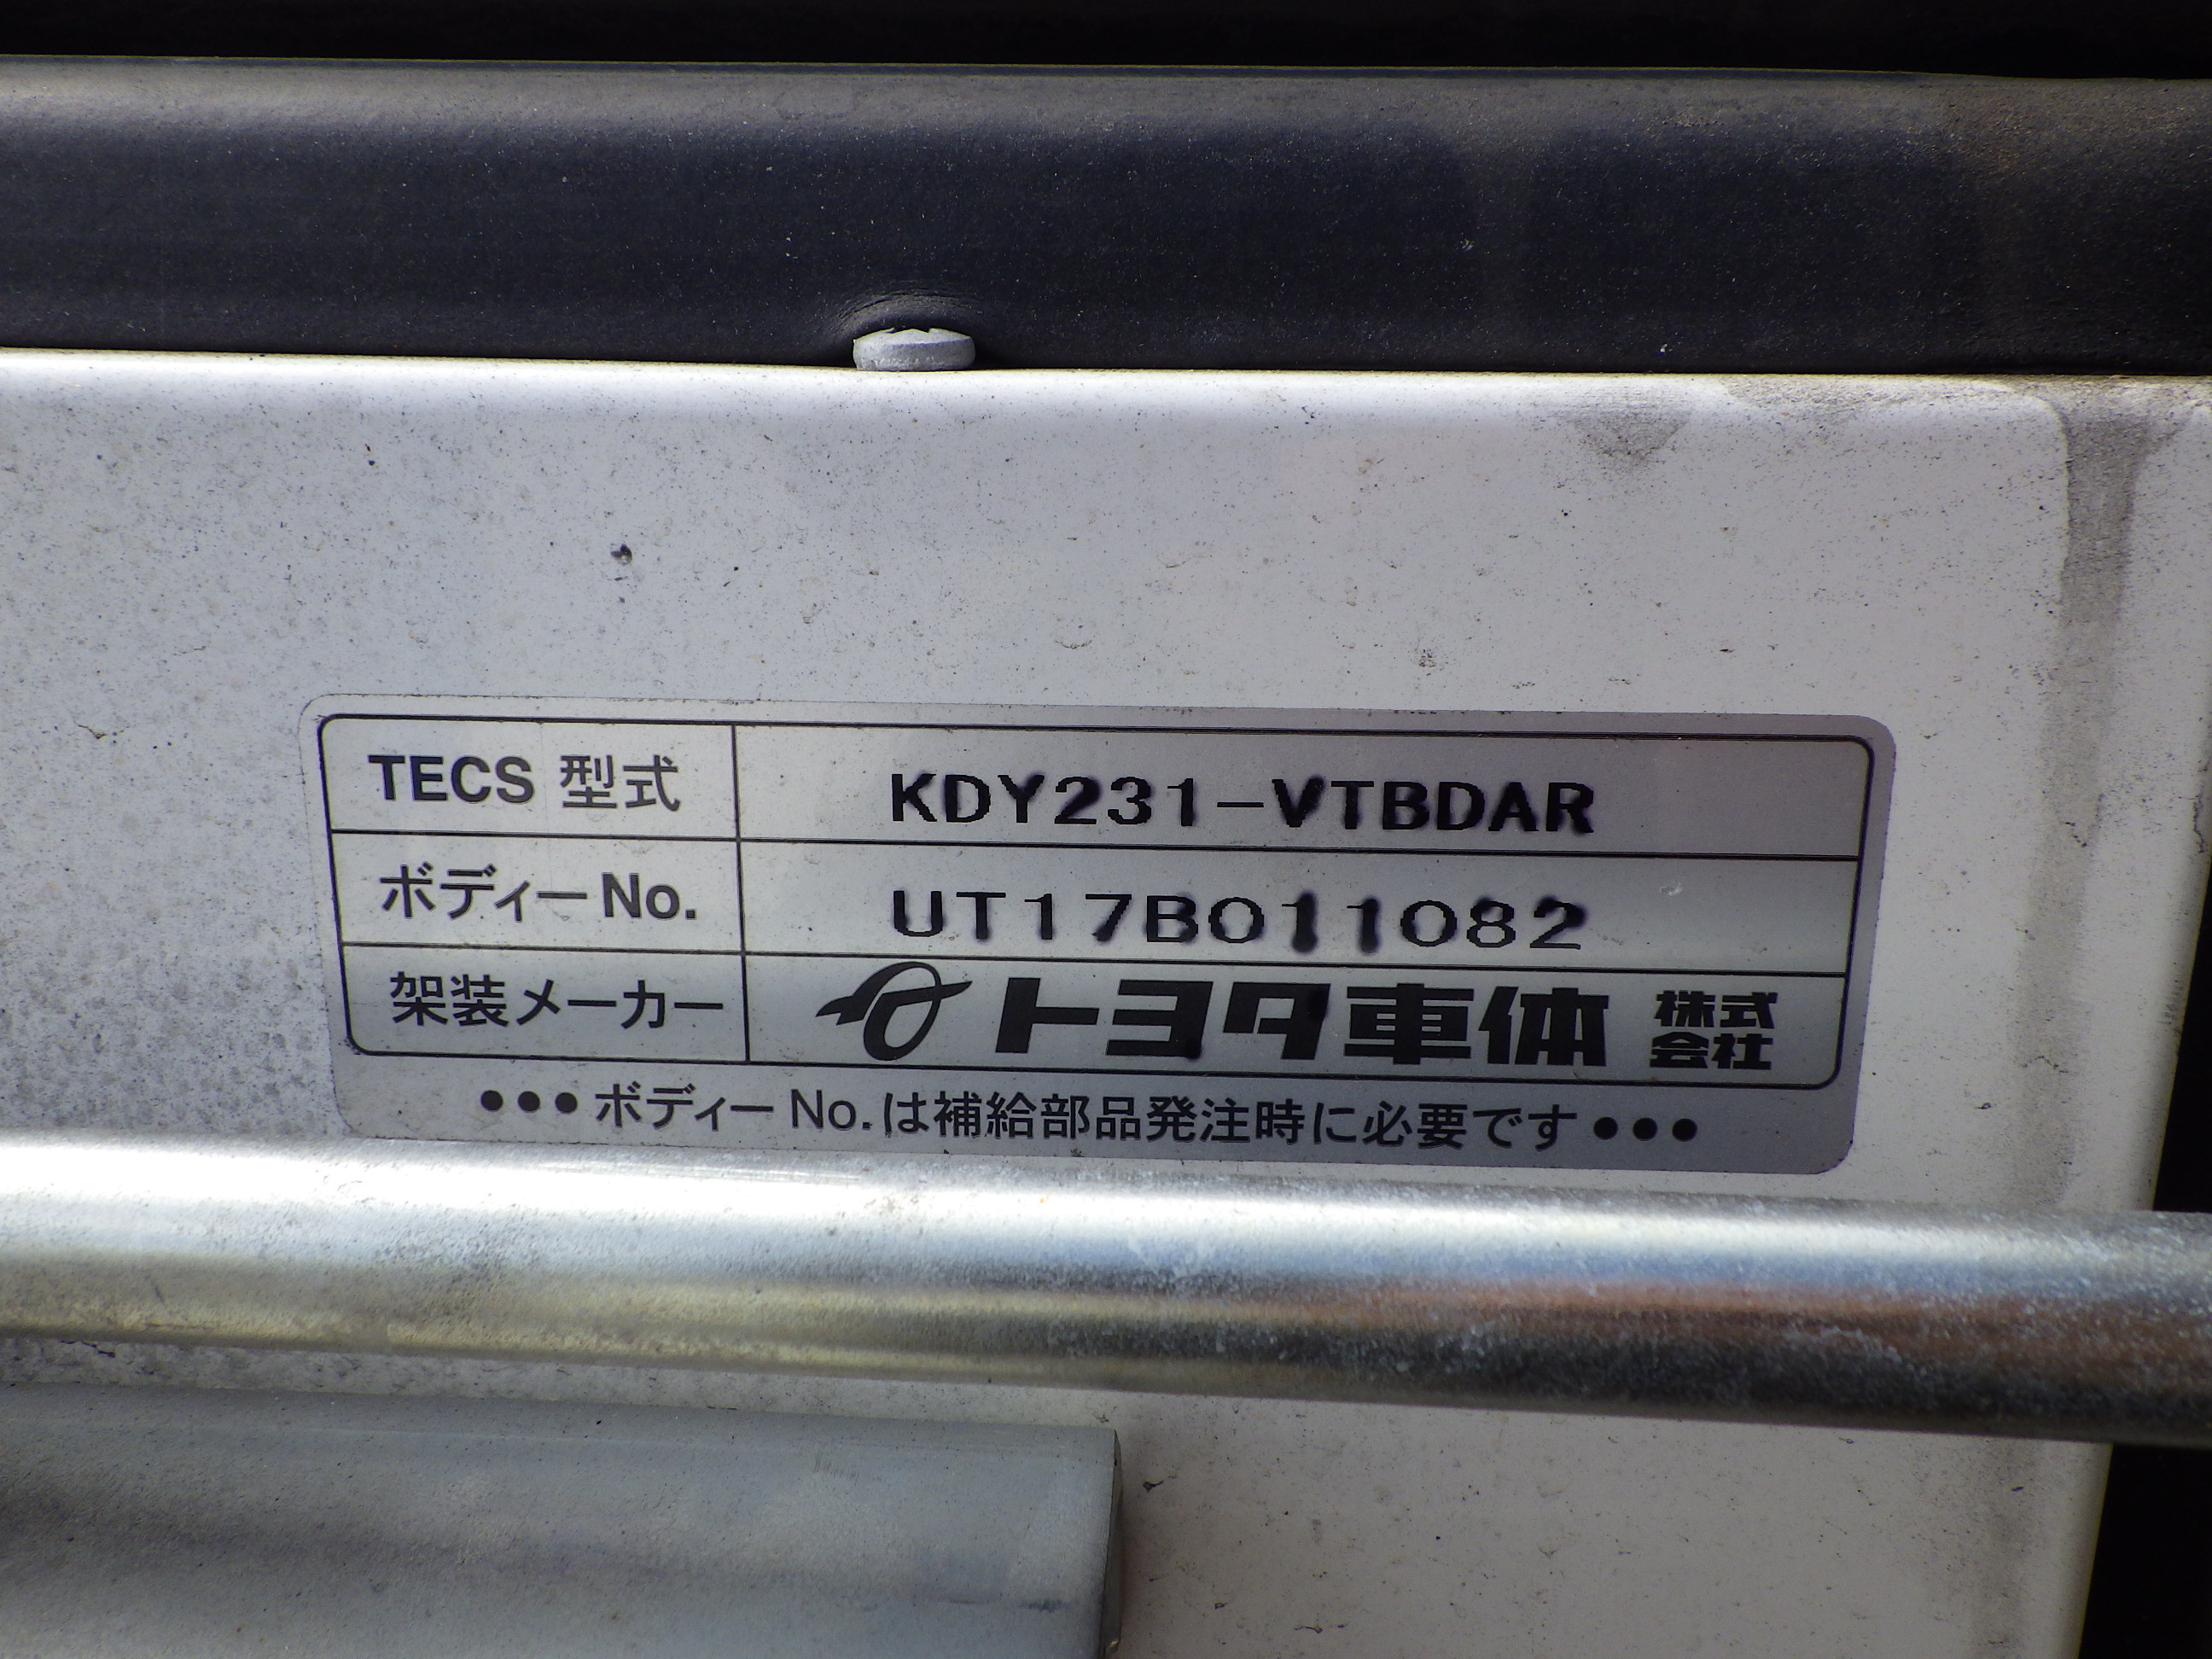 TECS 型式 KDY231-VTBDAR
ボディーNo. UT17B011082
架装メーカー トヨタ車体 株式会社
•••ボディーNo.は補給部品発注時に必要です•••